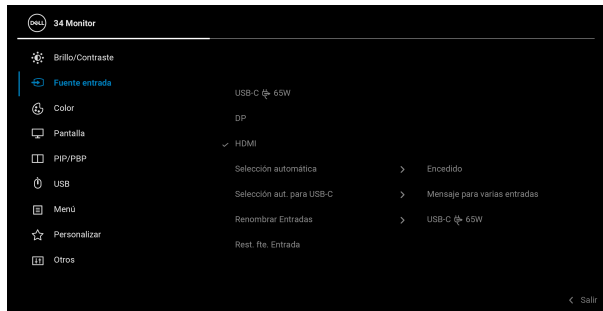 DELL 34 Monitor
Brillo/Contraste
Fuente entrada
USB-C 65W
Color
DP
Pantalla
HDMI
PIP/PBP
Selección automática Encedido
USB
Selección aut. para USB-C Mensaje para varias entradas
Menú
Renombrar Entradas USB-C 65W
Personalizar
Rest. fte. Entrada
Otros
Salir